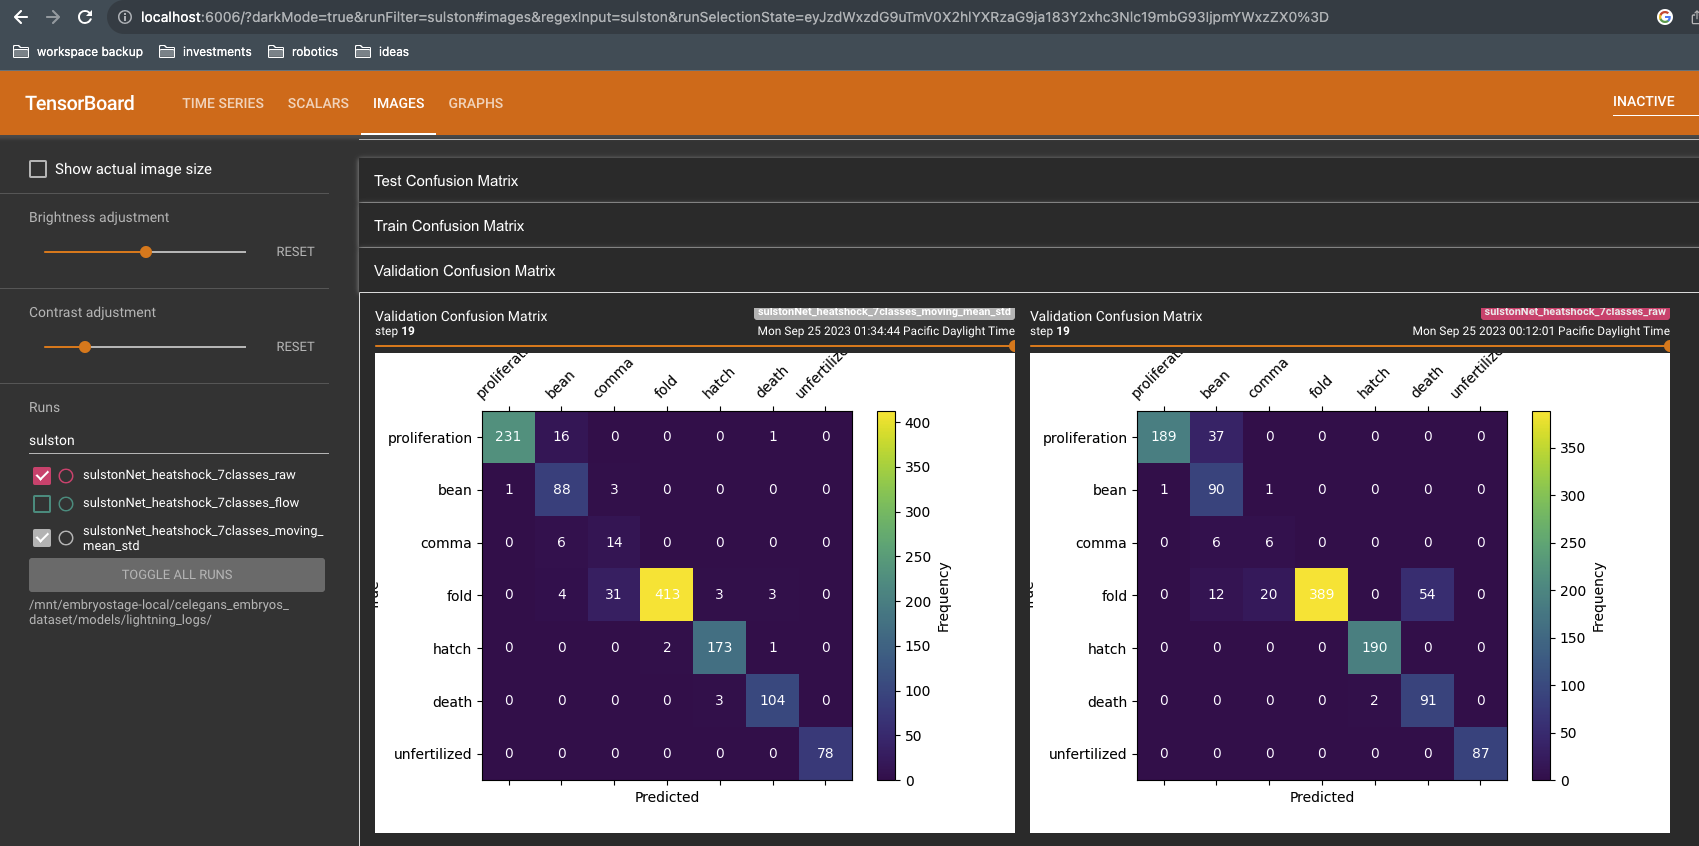 localhost:6006/?darkMode=true&runFilter=sulston#images&regexInput=sulston&runSelectionState=eyJzdWxzdG9uTmV0X2hlYXRzaG9ja183Y2xhc3Nlc19mbG93IjpmYWxzZX0%3D
workspace backup investments robotics ideas
TensorBoard TIME SERIES SCALARS IMAGES GRAPHS INACTIVE
Show actual image size
Brightness adjustment
RESET
Contrast adjustment
RESET
Runs
sulston
sulstonNet_heatshock_7classes_raw
sulstonNet_heatshock_7classes_flow
sulstonNet_heatshock_7classes_moving_
mean_std
TOGGLE ALL RUNS
/mnt/embryostage-local/celegans_embryos_
dataset/models/lightning_logs/
Test Confusion Matrix
Train Confusion Matrix
Validation Confusion Matrix
Validation Confusion Matrix sulstonNet_heatshock_7classes_moving_mean_std
step 19 Mon Sep 25 2023 01:34:44 Pacific Daylight Time
proliferat bean comma fold hatch death unfertilize
proliferation 231 16 0 0 0 1 0
bean 1 88 3 0 0 0 0
comma 0 6 14 0 0 0 0
fold 0 4 31 413 3 3 0
hatch 0 0 0 2 173 1 0
death 0 0 0 0 3 104 0
unfertilized 0 0 0 0 0 0 78
Predicted
400
350
300
250
200
150
100
50
0
Frequency
Validation Confusion Matrix sulstonNet_heatshock_7classes_raw
step 19 Mon Sep 25 2023 00:12:01 Pacific Daylight Time
proliferat bean comma fold hatch death unfertilize
proliferation 189 37 0 0 0 0 0
bean 1 90 1 0 0 0 0
comma 0 6 6 0 0 0 0
fold 0 12 20 389 0 54 0
hatch 0 0 0 0 190 0 0
death 0 0 0 0 2 91 0
unfertilized 0 0 0 0 0 0 87
Predicted
350
300
250
200
150
100
50
0
Frequency